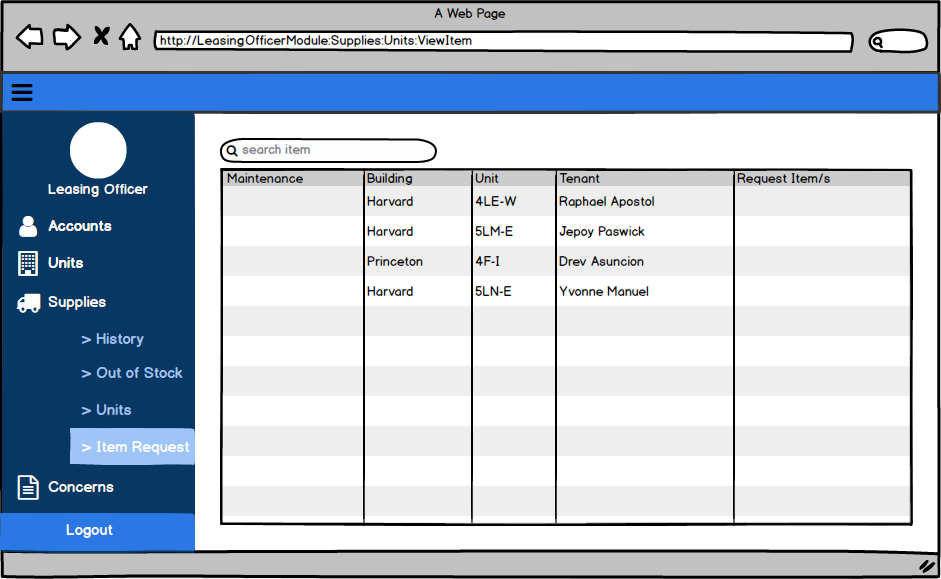 A Web Page
http://LeasingOfficerModule:Supplies:Units:ViewItem
Leasing Officer
Accounts
Units
Supplies
> History
> Out of Stock
> Units
> Item Request
Concerns
Logout
search item
Maintenance Building Unit Tenant Request Item/s
Harvard 4LE-W Raphael Apostol
Harvard 5LM-E Jepoy Paswick
Princeton 4F-I Drev Asuncion
Harvard 5LN-E Yvonne Manuel